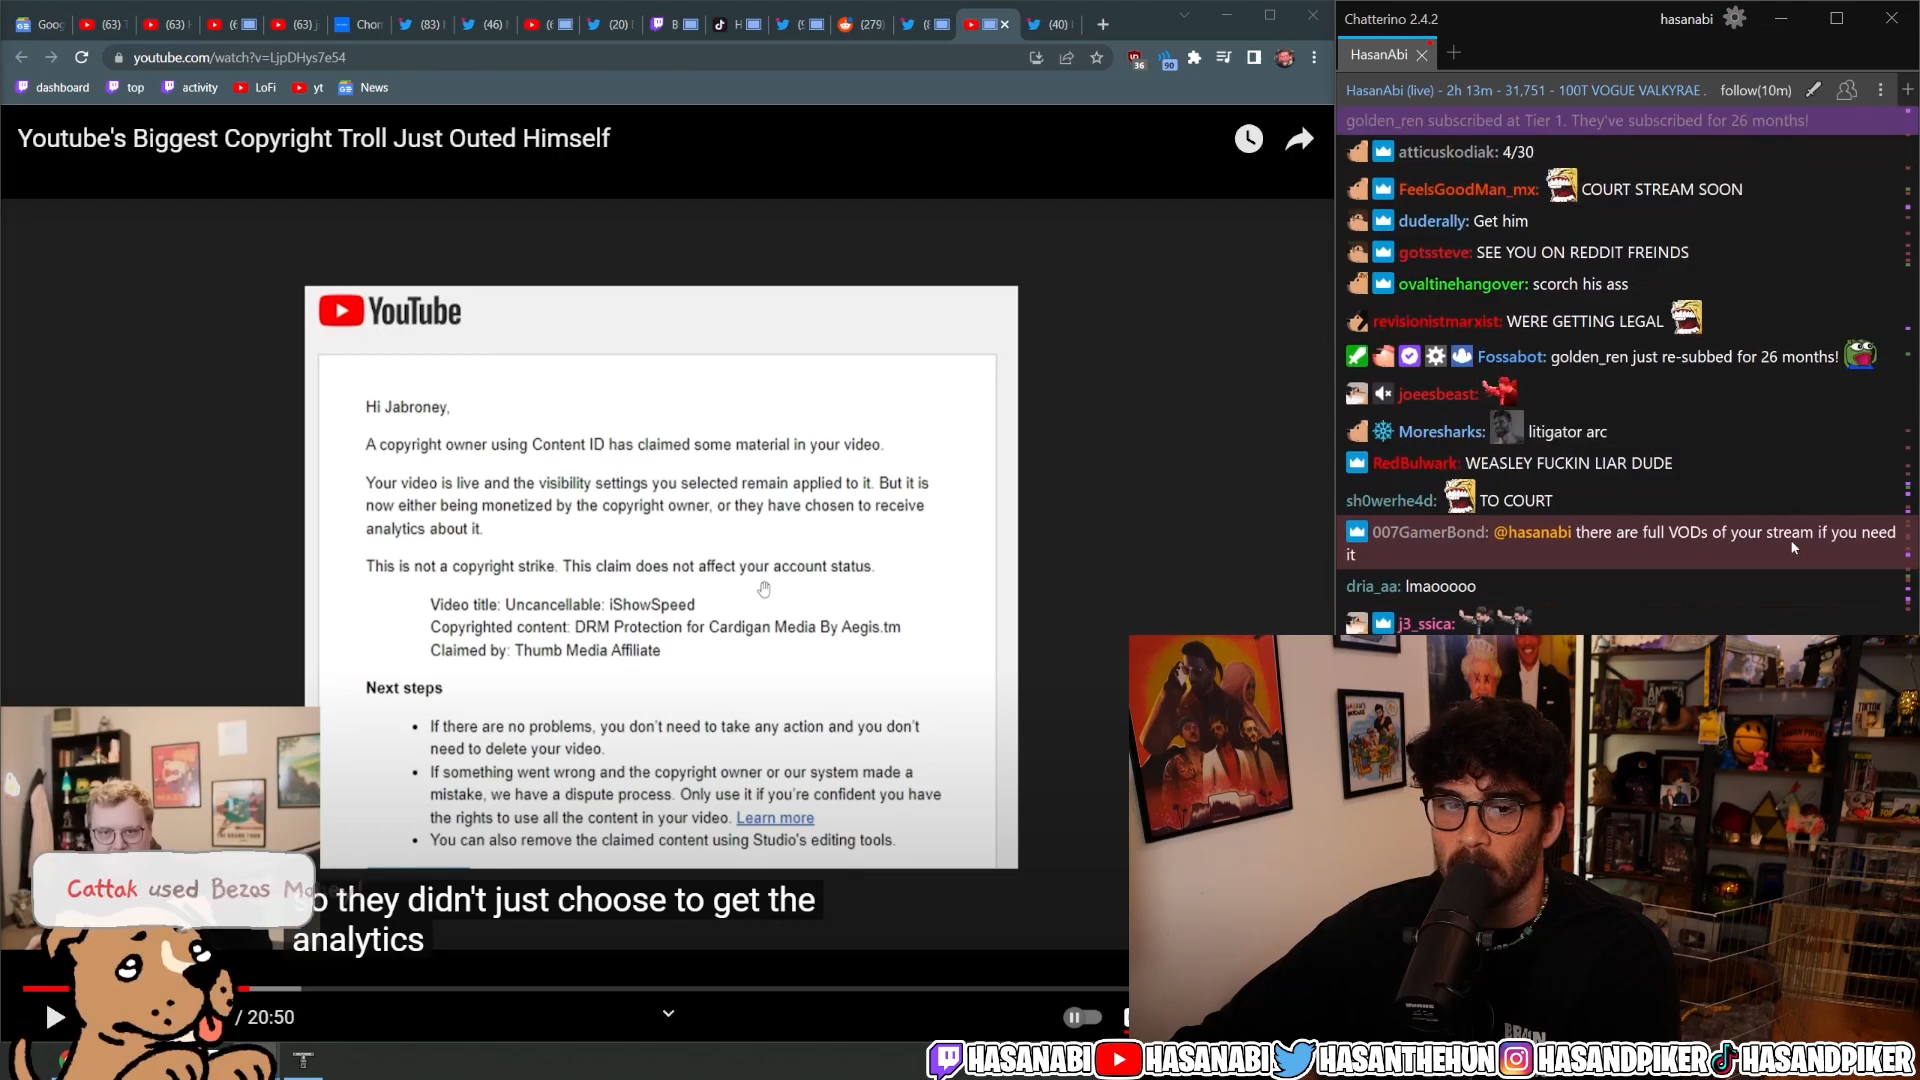 Goog
(63)
(63)
(63)
Chon
(83)
(46)
(20)
(279)
(40)
youtube.com/watch?v=LjpDHys7e54
36
90
dashboard
top
activity
LoFi
yt
News
Youtube's Biggest Copyright Troll Just Outed Himself
YouTube
Hi Jabroney,
A copyright owner using Content ID has claimed some material in your video.
Your video is live and the visibility settings you selected remain applied to it. But it is
now either being monetized by the copyright owner, or they have chosen to receive
analytics about it.
This is not a copyright strike. This claim does not affect your account status.
Video title: Uncancellable: iShowSpeed
Copyrighted content: DRM Protection for Cardigan Media By Aegis.tm
Claimed by: Thumb Media Affiliate
Next steps
• If there are no problems, you don't need to take any action and you don't
need to delete your video.
• If something went wrong and the copyright owner or our system made a
mistake, we have a dispute process. Only use it if you're confident you have
the rights to use all the content in your video. Learn more
• You can also remove the claimed content using Studio's editing tools.
Cattak used Bezos
they didn't just choose to get the
analytics
/ 20:50
Chatterino 2.4.2
hasanabi
HasanAbi
HasanAbi (live) - 2h 13m - 31,751 - 100T VOGUE VALKYRAE .
follow(10m)
golden_ren subscribed at Tier 1. They've subscribed for 26 months!
atticuskodiak: 4/30
FeelsGoodMan_mx: COURT STREAM SOON
duderally: Get him
gotssteve: SEE YOU ON REDDIT FREINDS
ovaltinehangover: scorch his ass
revisionistmarxist: WERE GETTING LEGAL
Fossabot: golden_ren just re-subbed for 26 months!
joeesbeast:
Moresharks: litigator arc
RedBulwark: WEASLEY FUCKIN LIAR DUDE
sh0werhe4d: TO COURT
007GamerBond: @hasanabi there are full VODs of your stream if you need
it
dria_aa: lmaooooo
j3_ssica:
TIKTOK
HASANABI
HASANABI
HASANTHEHUN
HASANDPIKER
HASANDPIKER